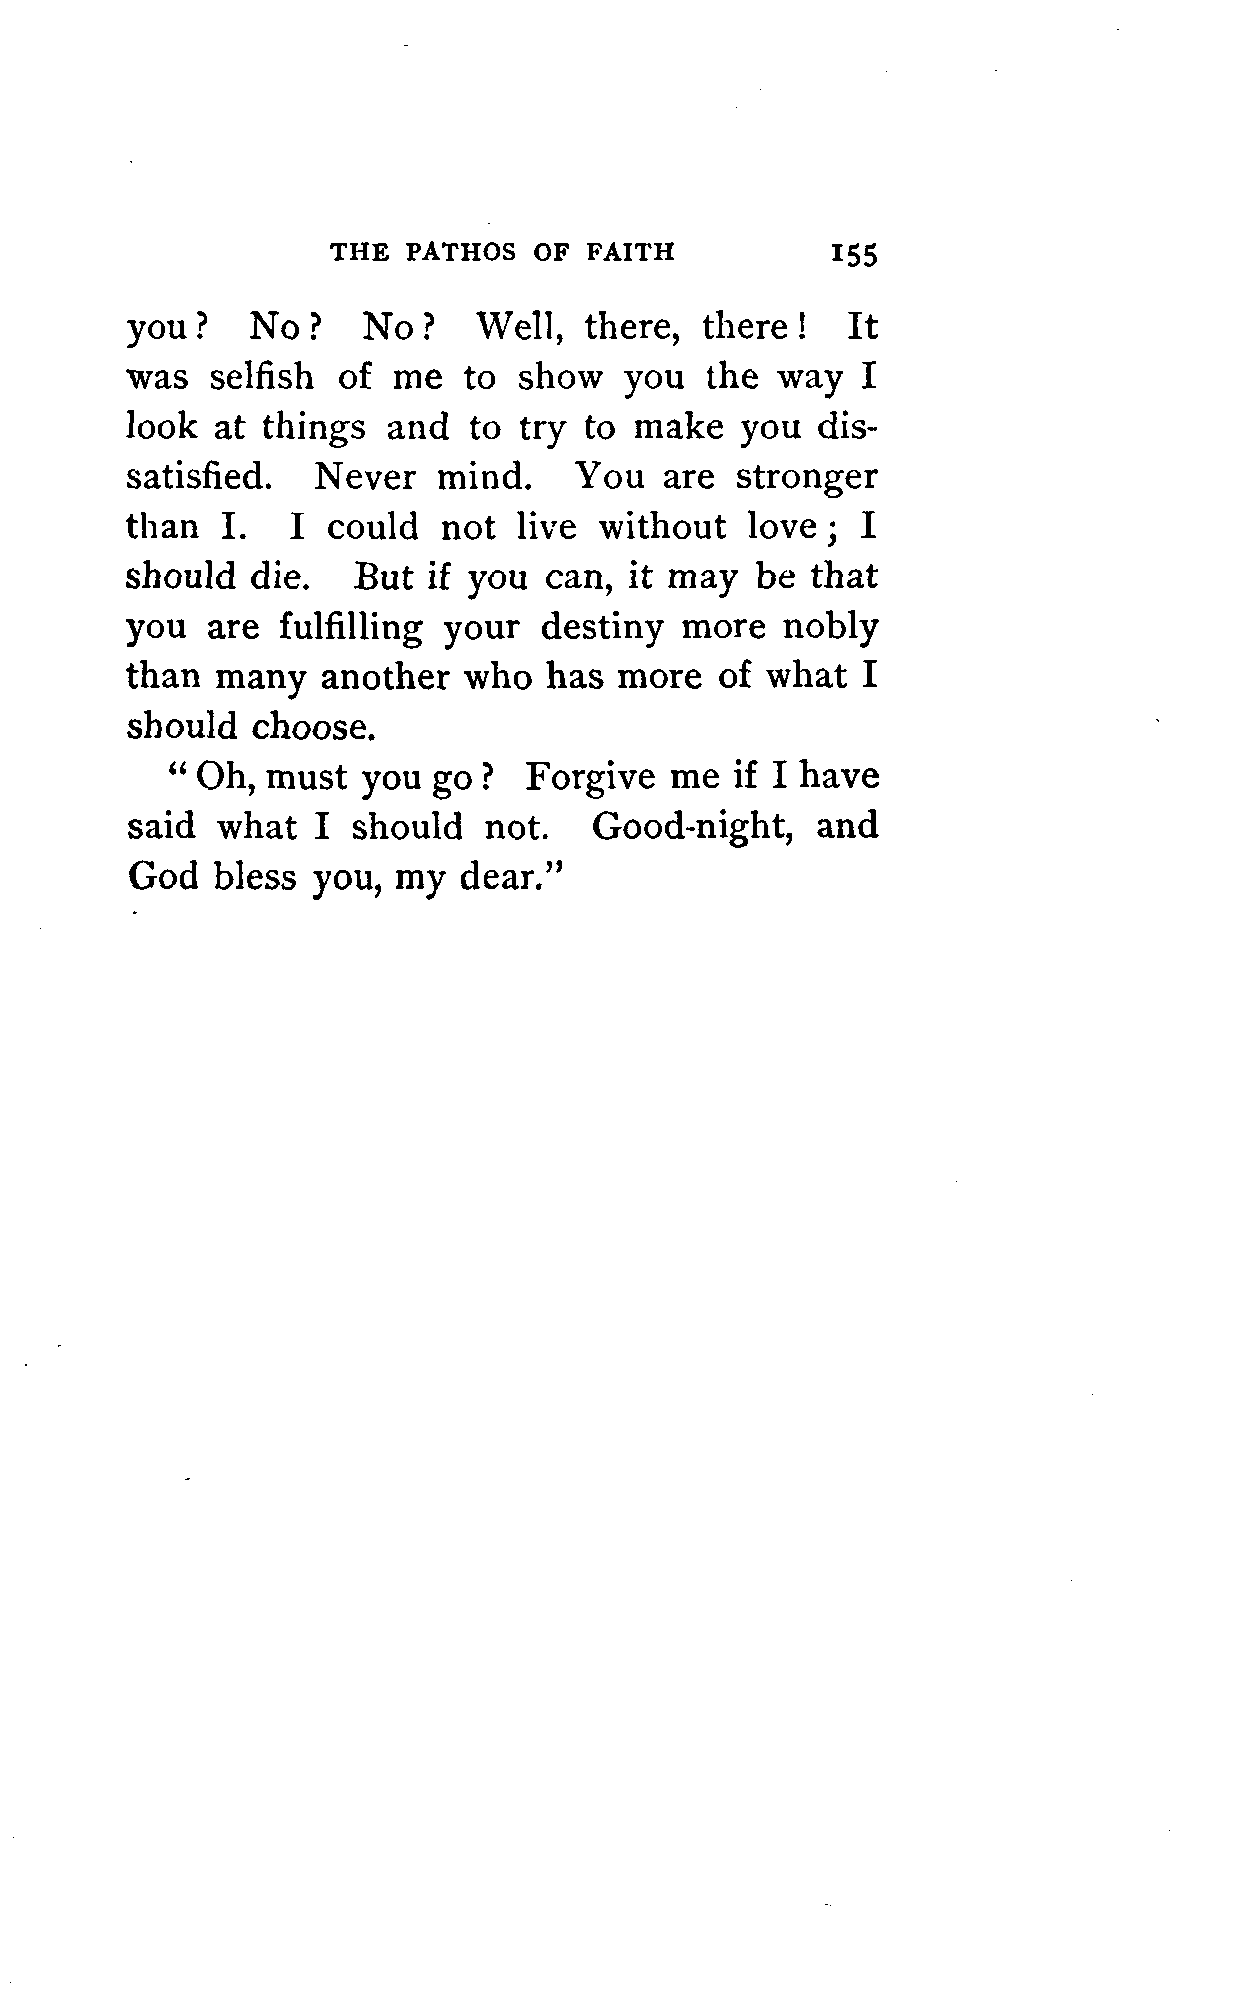 THE PATHOS OF FAITH 155
you? No? No? Well, there, there! It
was selfish of me to show you the way I
look at things and to try to make you dis-
satisfied. Never mind. You are stronger
than I. I could not live without love; I
should die. But if you can, it may be that
you are fulfilling your destiny more nobly
than many another who has more of what I
should choose.
"Oh, must you go? Forgive me if I have
said what I should not. Good-night, and
God bless you, my dear."